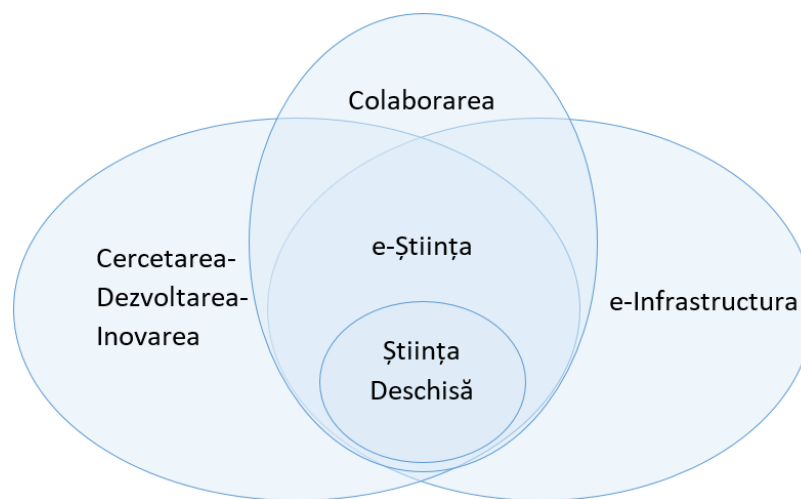 Colaborarea
e-Știința
Cercetarea-
Dezvoltarea-
Inovarea
e-Infrastructura
Știința
Deschisă